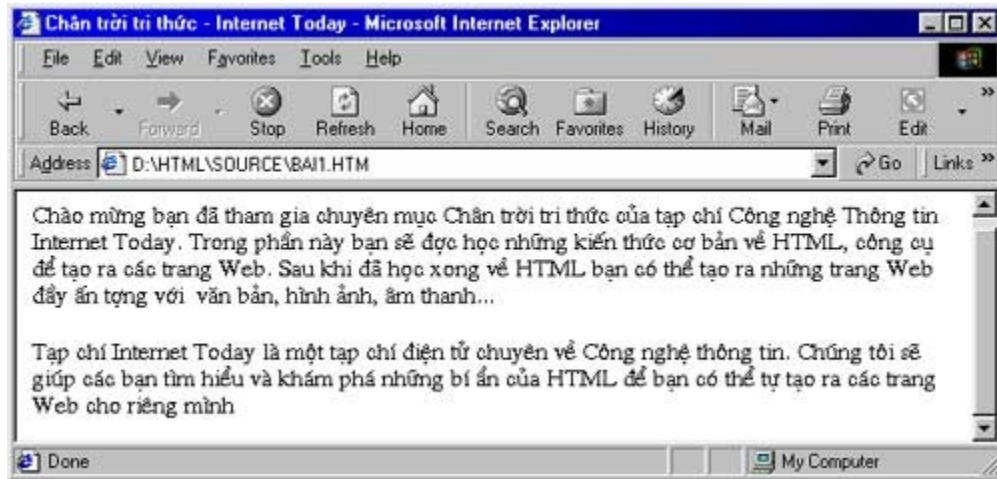 Chân trời tri thức - Internet Today - Microsoft Internet Explorer
File Edit View Favorites Tools Help
Back Forward Stop Refresh Home Search Favorites History Mail Print Edit »
Address D:\HTML\SOURCE\BAI1.HTM Go Links »
Chào mừng bạn đã tham gia chuyên mục Chân trời tri thức của tạp chí Công nghệ Thông tin
Internet Today. Trong phần này bạn sẽ đợc học những kiến thức cơ bản về HTML, công cụ
để tạo ra các trang Web. Sau khi đã học xong về HTML bạn có thể tạo ra những trang Web
đầy ấn tợng với văn bản, hình ảnh, âm thanh...
Tạp chí Internet Today là một tạp chí điện tử chuyên về Công nghệ thông tin. Chúng tôi sẽ
giúp các bạn tìm hiểu và khám phá những bí ẩn của HTML để bạn có thể tự tạo ra các trang
Web cho riêng mình
Done My Computer